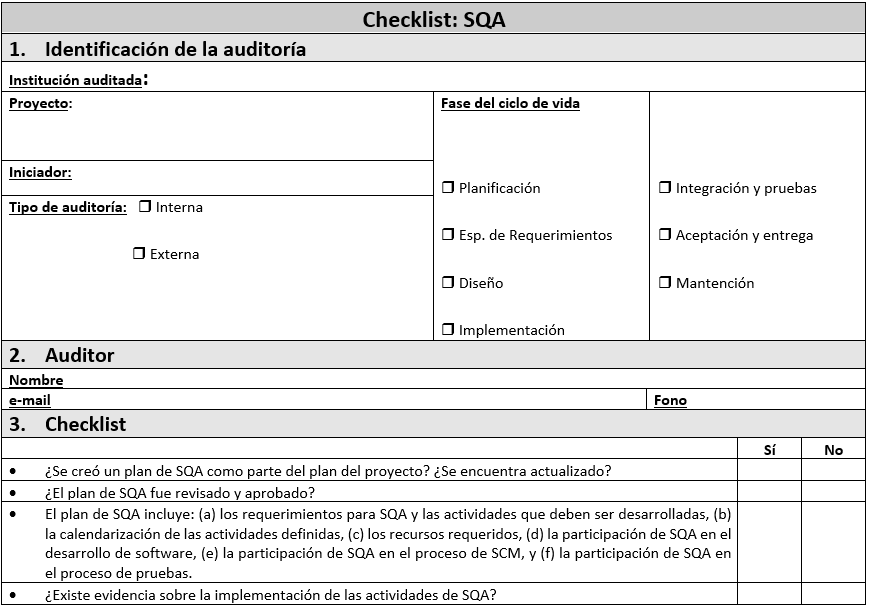 Checklist: SQA
1. Identificación de la auditoría
Institución auditada:
Proyecto:
Fase del ciclo de vida
Iniciador:
Tipo de auditoría: ❒ Interna
❒ Externa
❒ Planificación
❒ Esp. de Requerimientos
❒ Diseño
❒ Implementación
❒ Integración y pruebas
❒ Aceptación y entrega
❒ Mantención
2. Auditor
Nombre
e-mail
Fono
3. Checklist
Sí No
• ¿Se creó un plan de SQA como parte del plan del proyecto? ¿Se encuentra actualizado?
• ¿El plan de SQA fue revisado y aprobado?
• El plan de SQA incluye: (a) los requerimientos para SQA y las actividades que deben ser desarrolladas, (b)
la calendarización de las actividades definidas, (c) los recursos requeridos, (d) la participación de SQA en el
desarrollo de software, (e) la participación de SQA en el proceso de SCM, y (f) la participación de SQA en
el proceso de pruebas.
• ¿Existe evidencia sobre la implementación de las actividades de SQA?